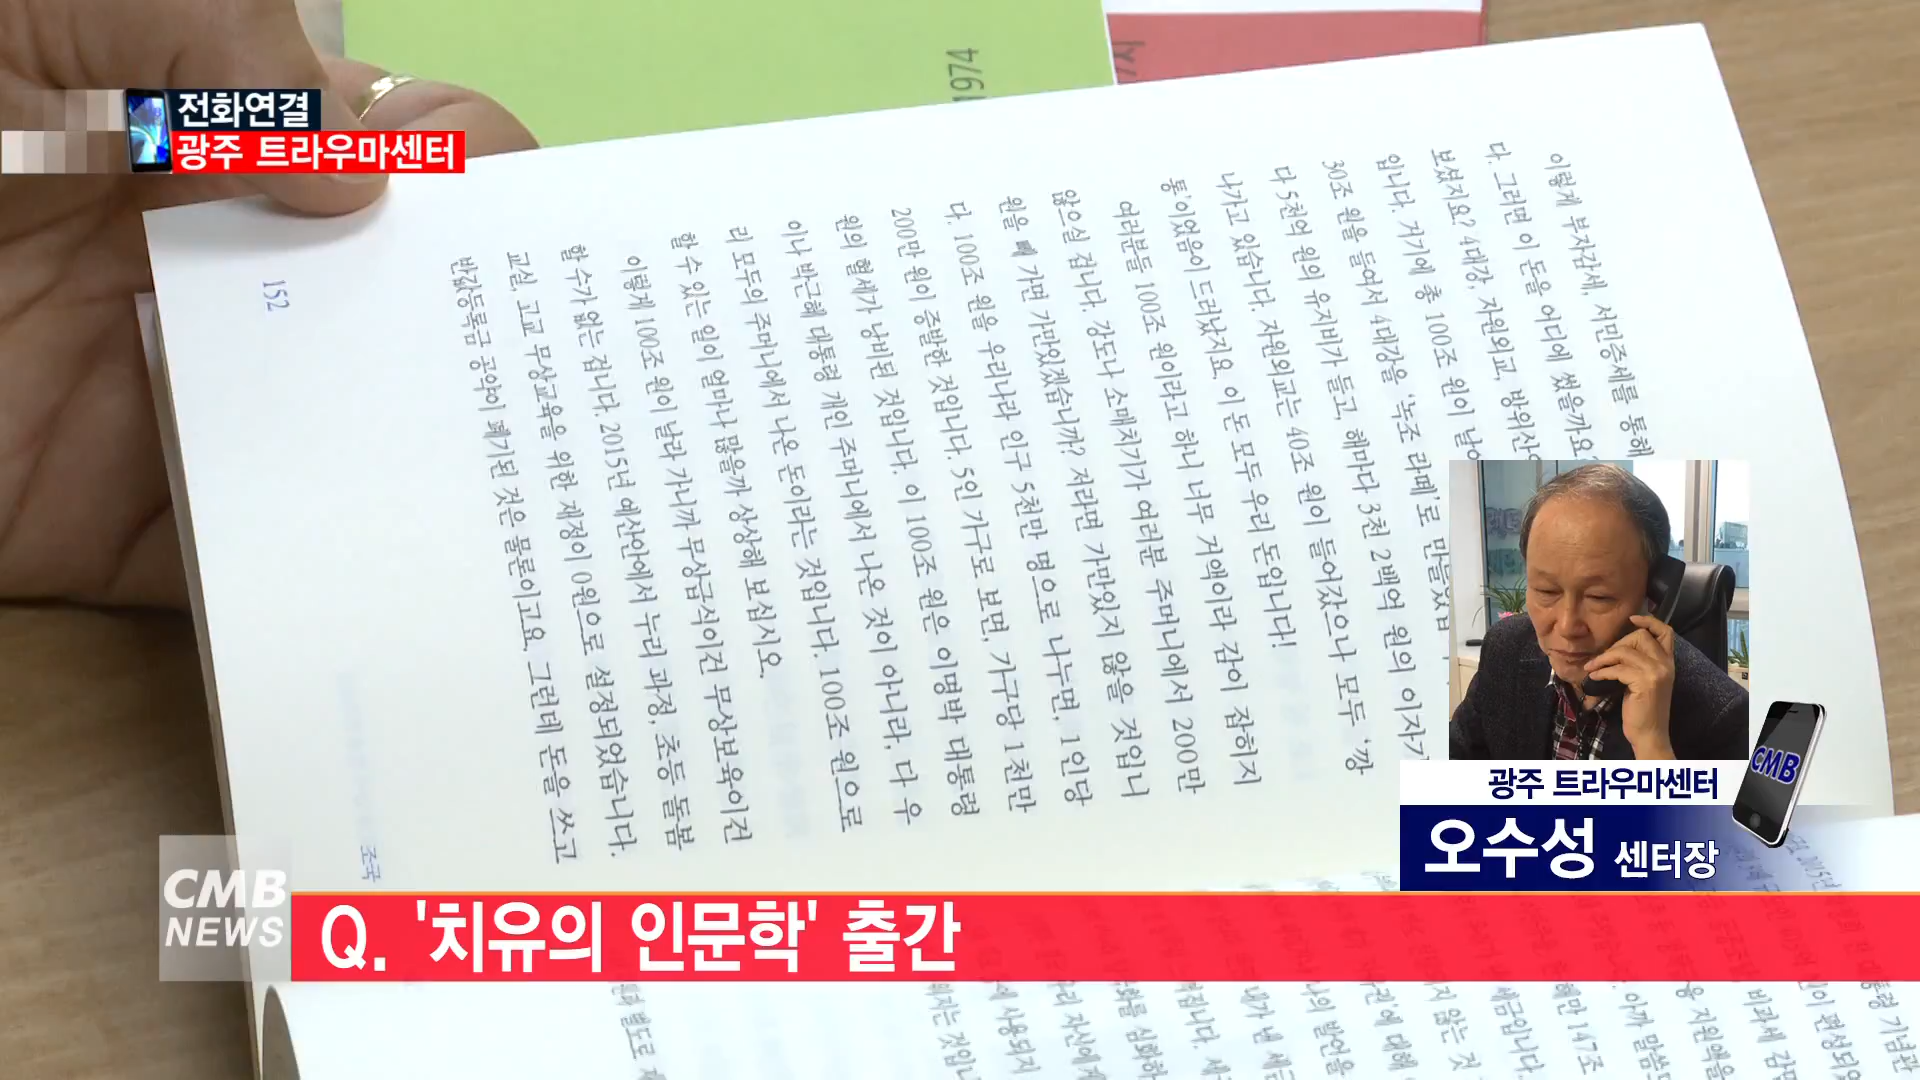 전화연결
광주 트라우마센터
1974
이렇게 부자감세, 서민증세를 통해
다. 그러면 이 돈을 어디에 썼을까요?
보셨지요? 4대강, 자원외교, 방위산
입니다. 거기에 총 100조 원이 날
30조 원을 들여서 4대강을 ‘녹조 라떼’로 만들었
다 5천억 원의 유지비가 들고, 해마다 3천 2백억 원의 이자가
나가고 있습니다. 자원외교는 40조 원이 들어갔으나 모두 ‘깡
통’이었음이 드러났지요. 이 돈 모두 우리 돈입니다!
여러분들 100조 원이라고 하니 너무 거액이라 감이 잡히지
않으실 겁니다. 강도나 소매치기가 여러분 주머니에서 200만
원을 빼 가면 가만있겠습니까? 저라면 가만있지 않을 것입니
다. 100조 원을 우리나라 인구 5천만 명으로 나누면, 1인당
200만 원이 증발한 것입니다. 5인 가구로 보면, 가구당 1천만
원의 혈세가 낭비된 것입니다. 이 100조 원은 이명박 대통령
이나 박근혜 대통령 개인 주머니에서 나온 것이 아니라, 다 우
리 모두의 주머니에서 나온 돈이라는 것입니다. 100조 원으로
할 수 있는 일이 얼마나 많을까 상상해 보십시오.
이렇게 100조 원이 날라 가니까 무상급식이건 무상보육이건
할 수가 없는 겁니다. 2015년 예산안에서 누리 과정, 초등 돌봄
교실, 고교 무상교육을 위한 재정이 0원으로 설정되었습니다.
반값등록금 공약이 폐기된 것은 물론이고요. 그런데 돈을 쓰고
152
조국
광주 트라우마센터
오수성 센터장
CMB
CMB
NEWS
Q. '치유의 인문학' 출간